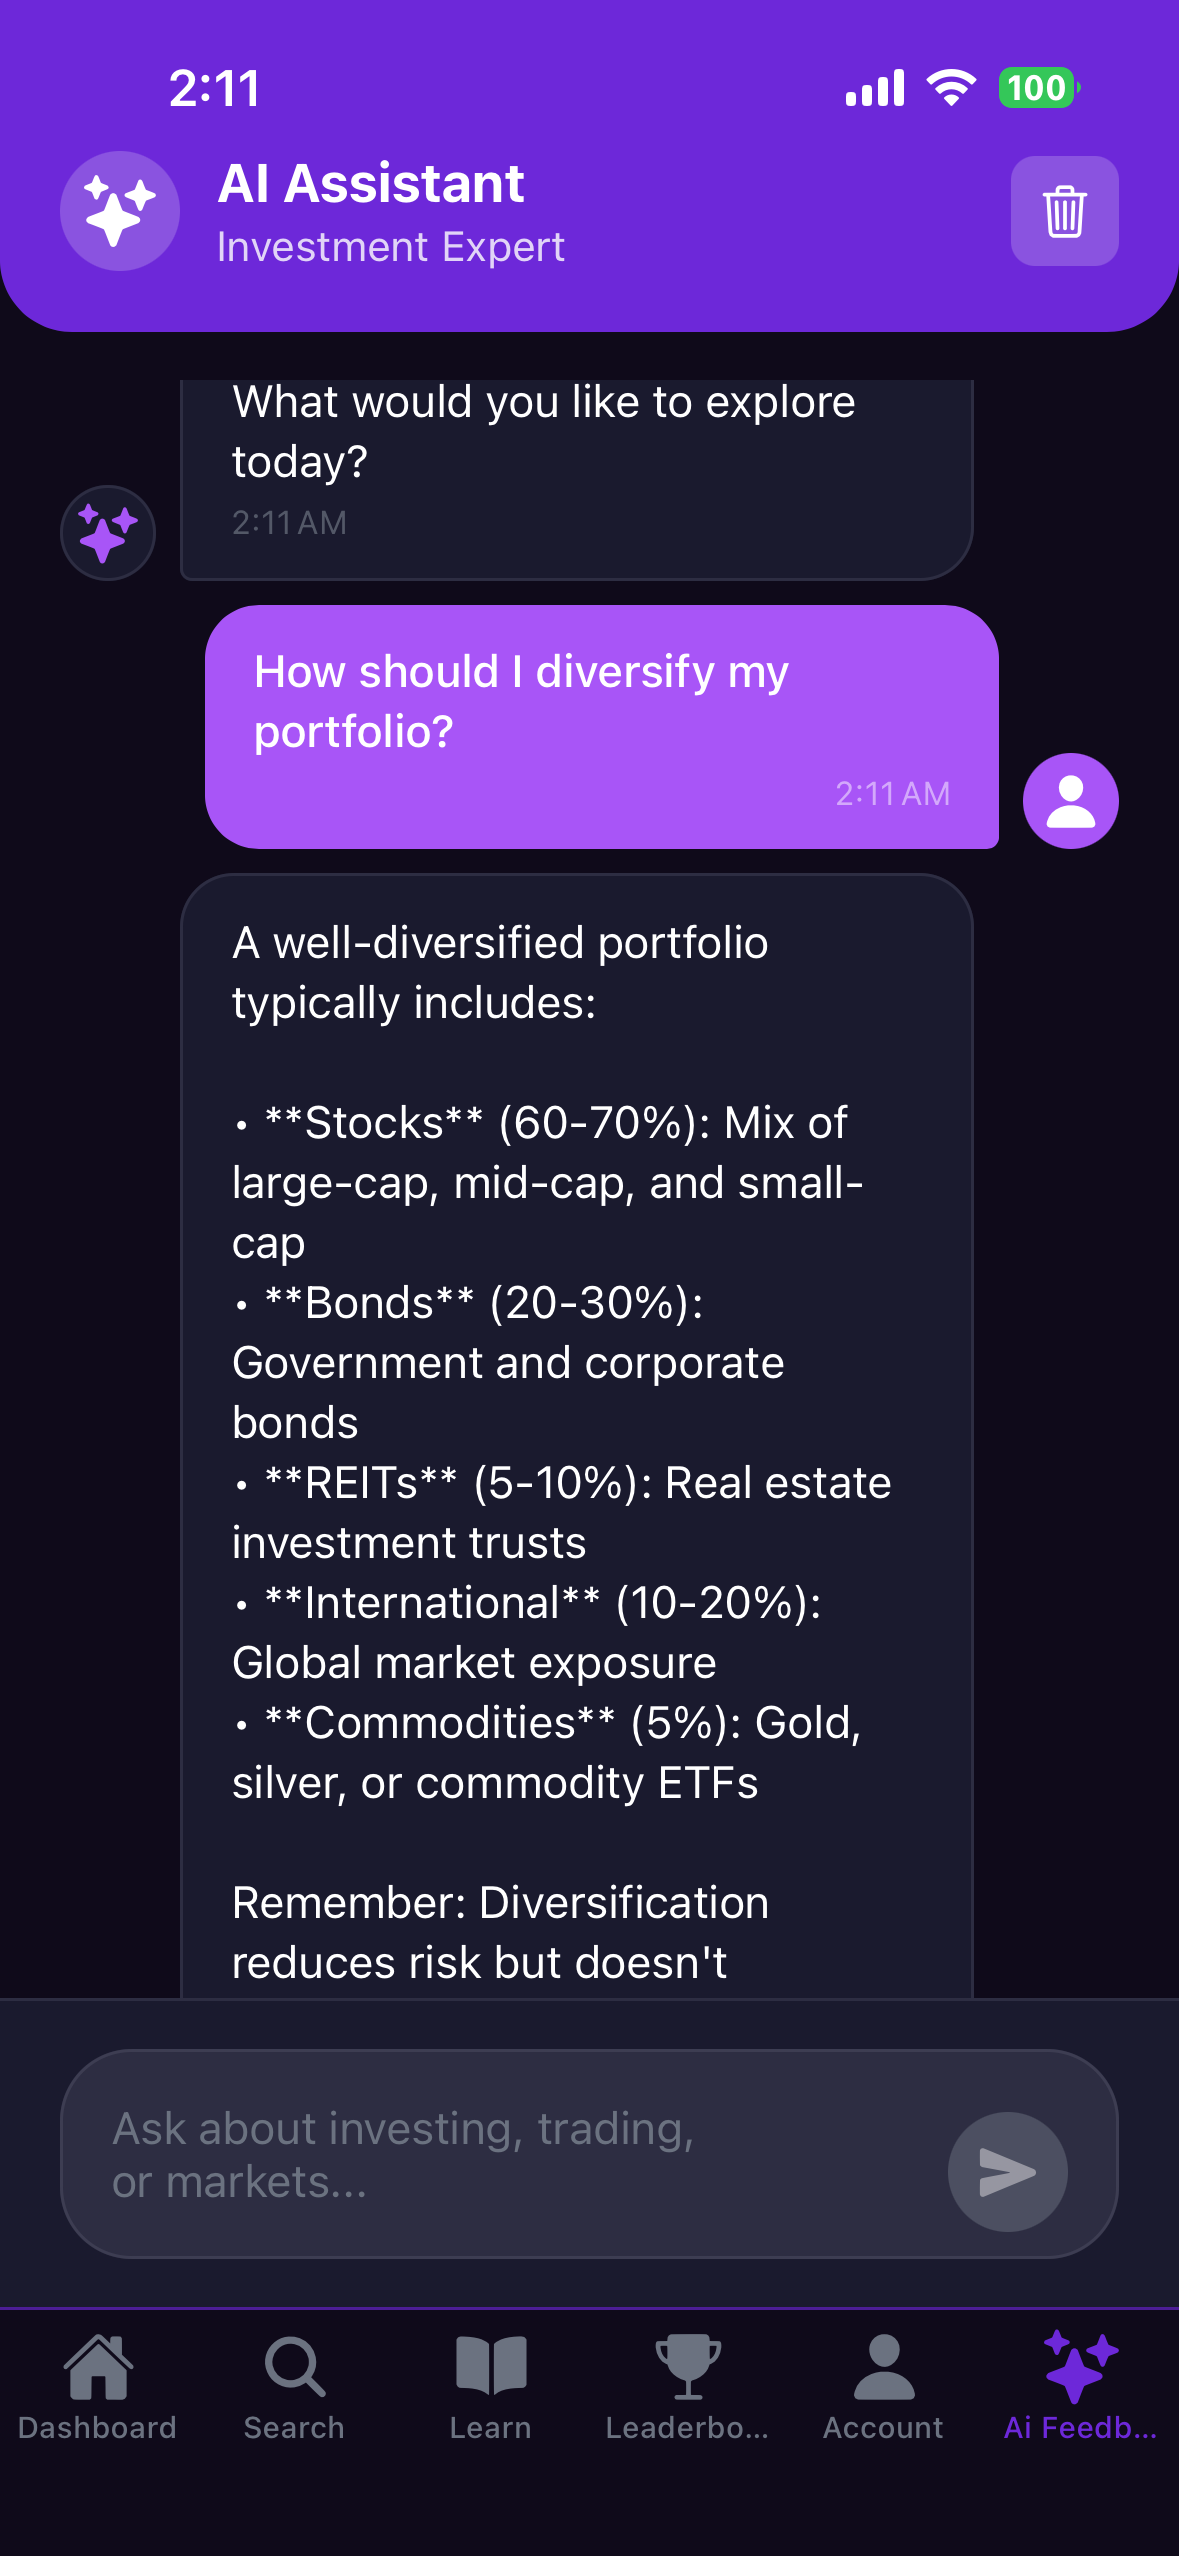 2:11
100
AI Assistant
Investment Expert
What would you like to explore
today?
2:11 AM
How should I diversify my
portfolio?
2:11 AM
A well-diversified portfolio
typically includes:
• **Stocks** (60-70%): Mix of
large-cap, mid-cap, and small-
cap
• **Bonds** (20-30%):
Government and corporate
bonds
• **REITs** (5-10%): Real estate
investment trusts
• **International** (10-20%):
Global market exposure
• **Commodities** (5%): Gold,
silver, or commodity ETFs
Remember: Diversification
reduces risk but doesn't
Ask about investing, trading,
or markets...
Dashboard
Search
Learn
Leaderbo...
Account
Ai Feedb...